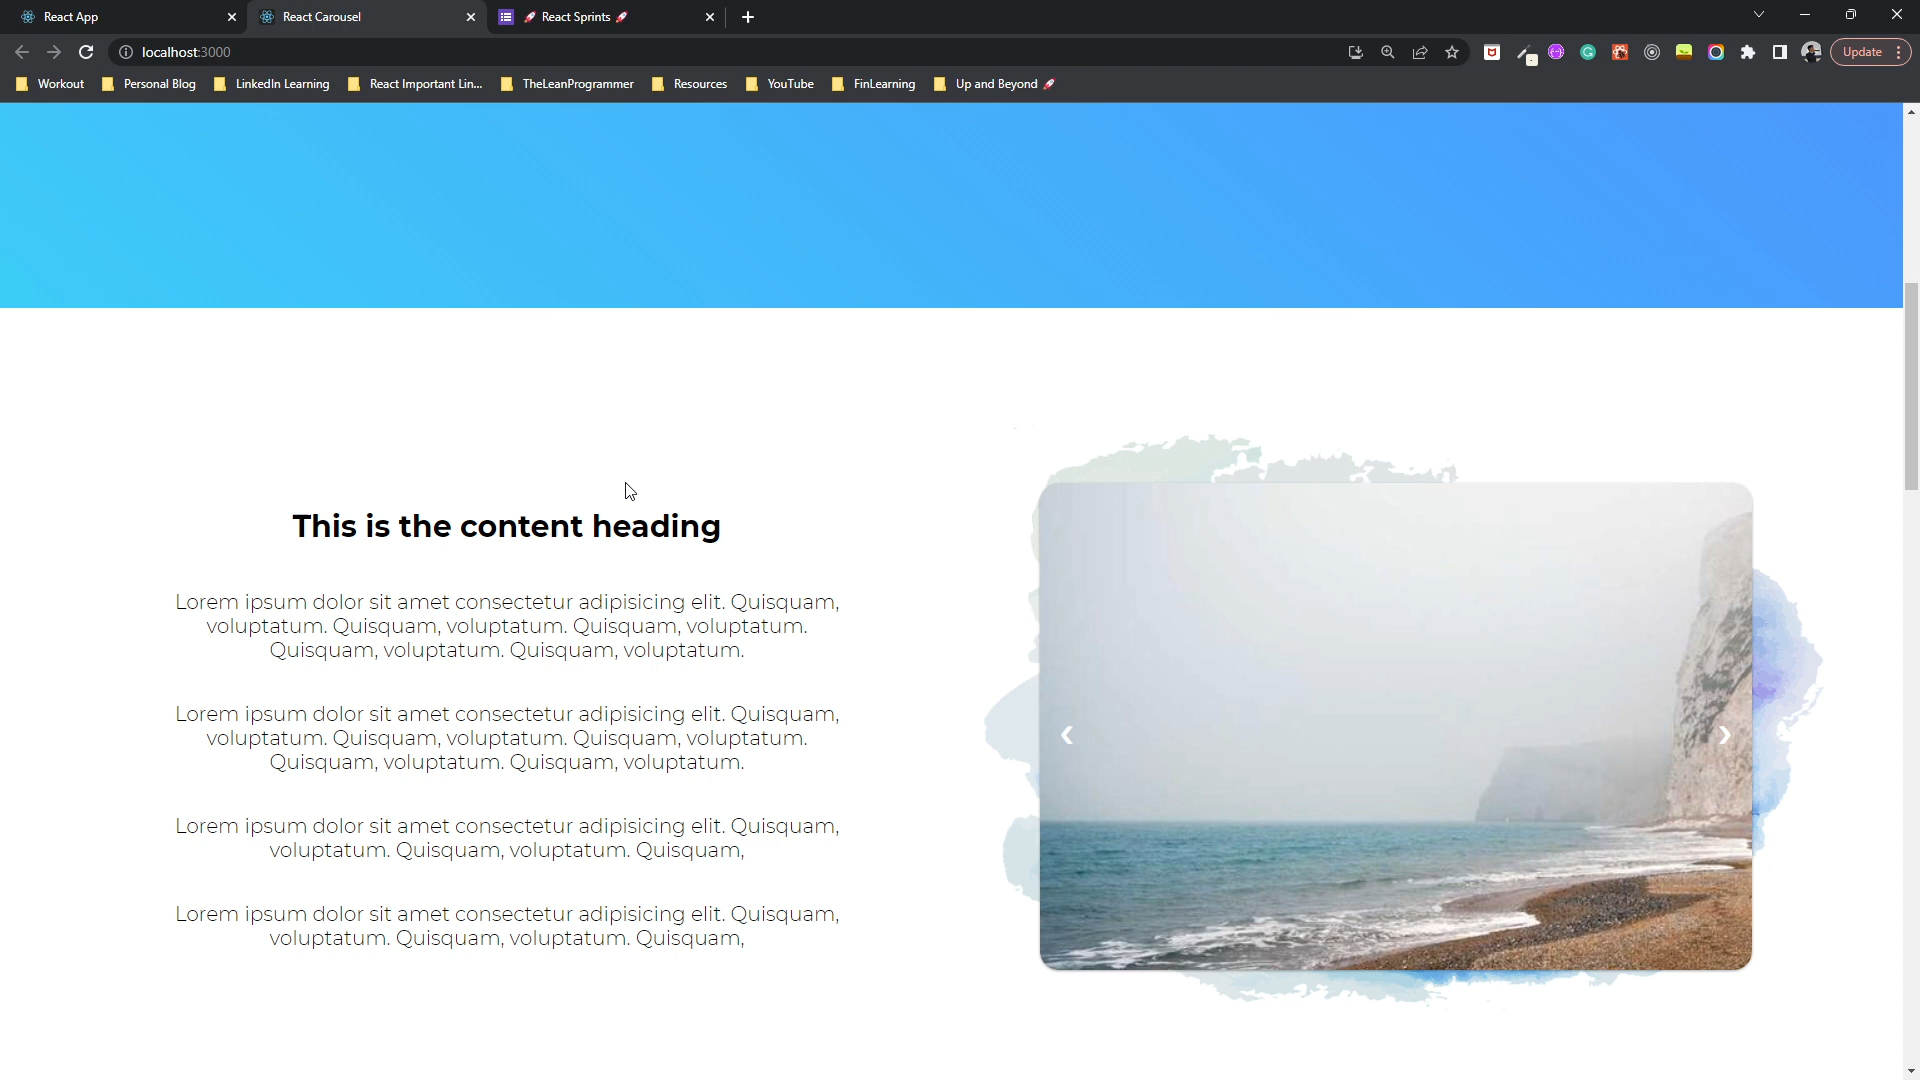 React App
React Carousel
🚀 React Sprints 🚀
localhost:3000
Update
Workout
Personal Blog
LinkedIn Learning
React Important Lin...
TheLeanProgrammer
Resources
YouTube
FinLearning
Up and Beyond 🚀
This is the content heading
Lorem ipsum dolor sit amet consectetur adipisicing elit. Quisquam,
voluptatum. Quisquam, voluptatum. Quisquam, voluptatum.
Quisquam, voluptatum. Quisquam, voluptatum.
Lorem ipsum dolor sit amet consectetur adipisicing elit. Quisquam,
voluptatum. Quisquam, voluptatum. Quisquam, voluptatum.
Quisquam, voluptatum. Quisquam, voluptatum.
Lorem ipsum dolor sit amet consectetur adipisicing elit. Quisquam,
voluptatum. Quisquam, voluptatum. Quisquam,
Lorem ipsum dolor sit amet consectetur adipisicing elit. Quisquam,
voluptatum. Quisquam, voluptatum. Quisquam,